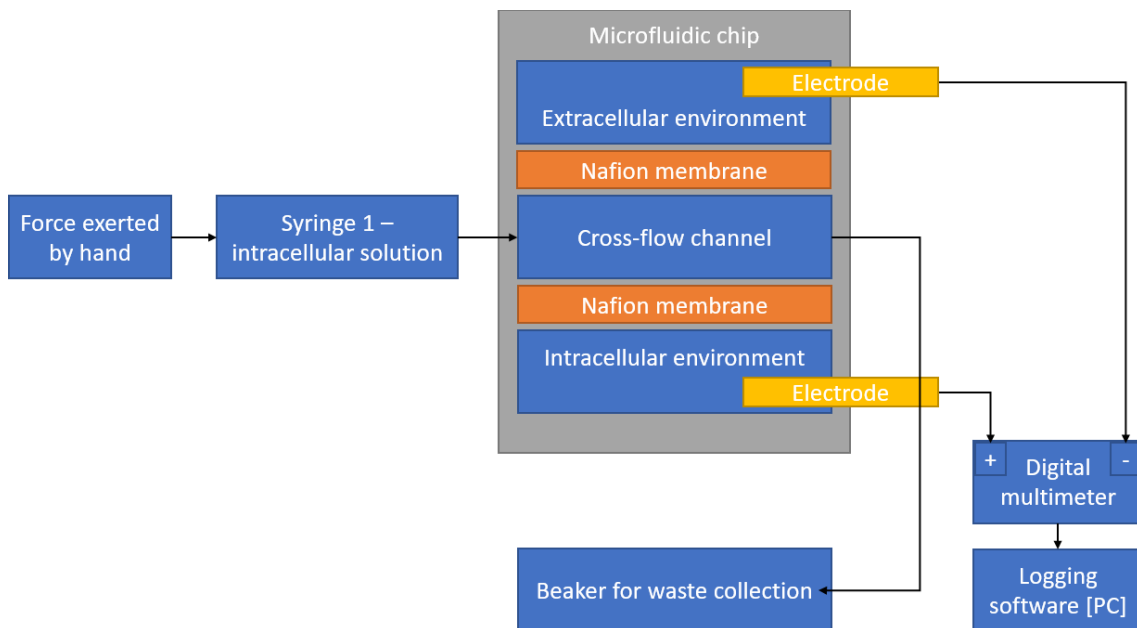 Microfluidic chip
Electrode
Extracellular environment
Nafion membrane
Force exerted
by hand
Syringe 1 –
intracellular solution
Cross-flow channel
Nafion membrane
Intracellular environment
Electrode
+
-
Digital
multimeter
Beaker for waste collection
Logging
software [PC]